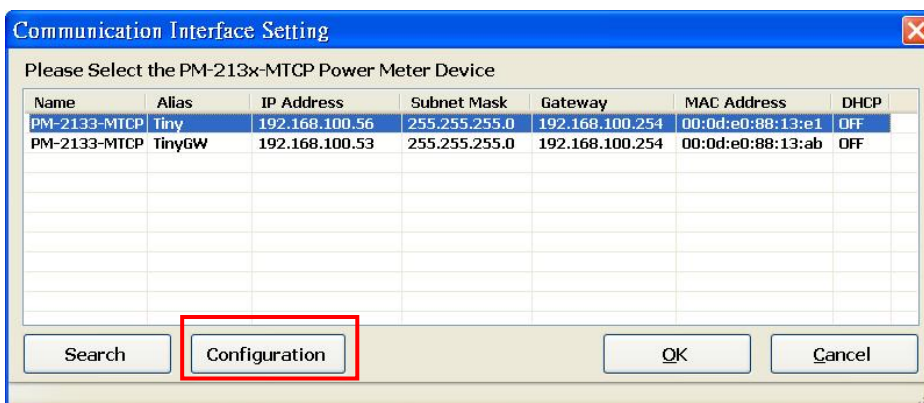 Communication Interface Setting
Please Select the PM-213x-MTCP Power Meter Device
Name Alias IP Address Subnet Mask Gateway MAC Address DHCP
PM-2133-MTCP Tiny 192.168.100.56 255.255.255.0 192.168.100.254 00:0d:e0:88:13:e1 OFF
PM-2133-MTCP TinyGW 192.168.100.53 255.255.255.0 192.168.100.254 00:0d:e0:88:13:ab OFF
Search Configuration OK Cancel